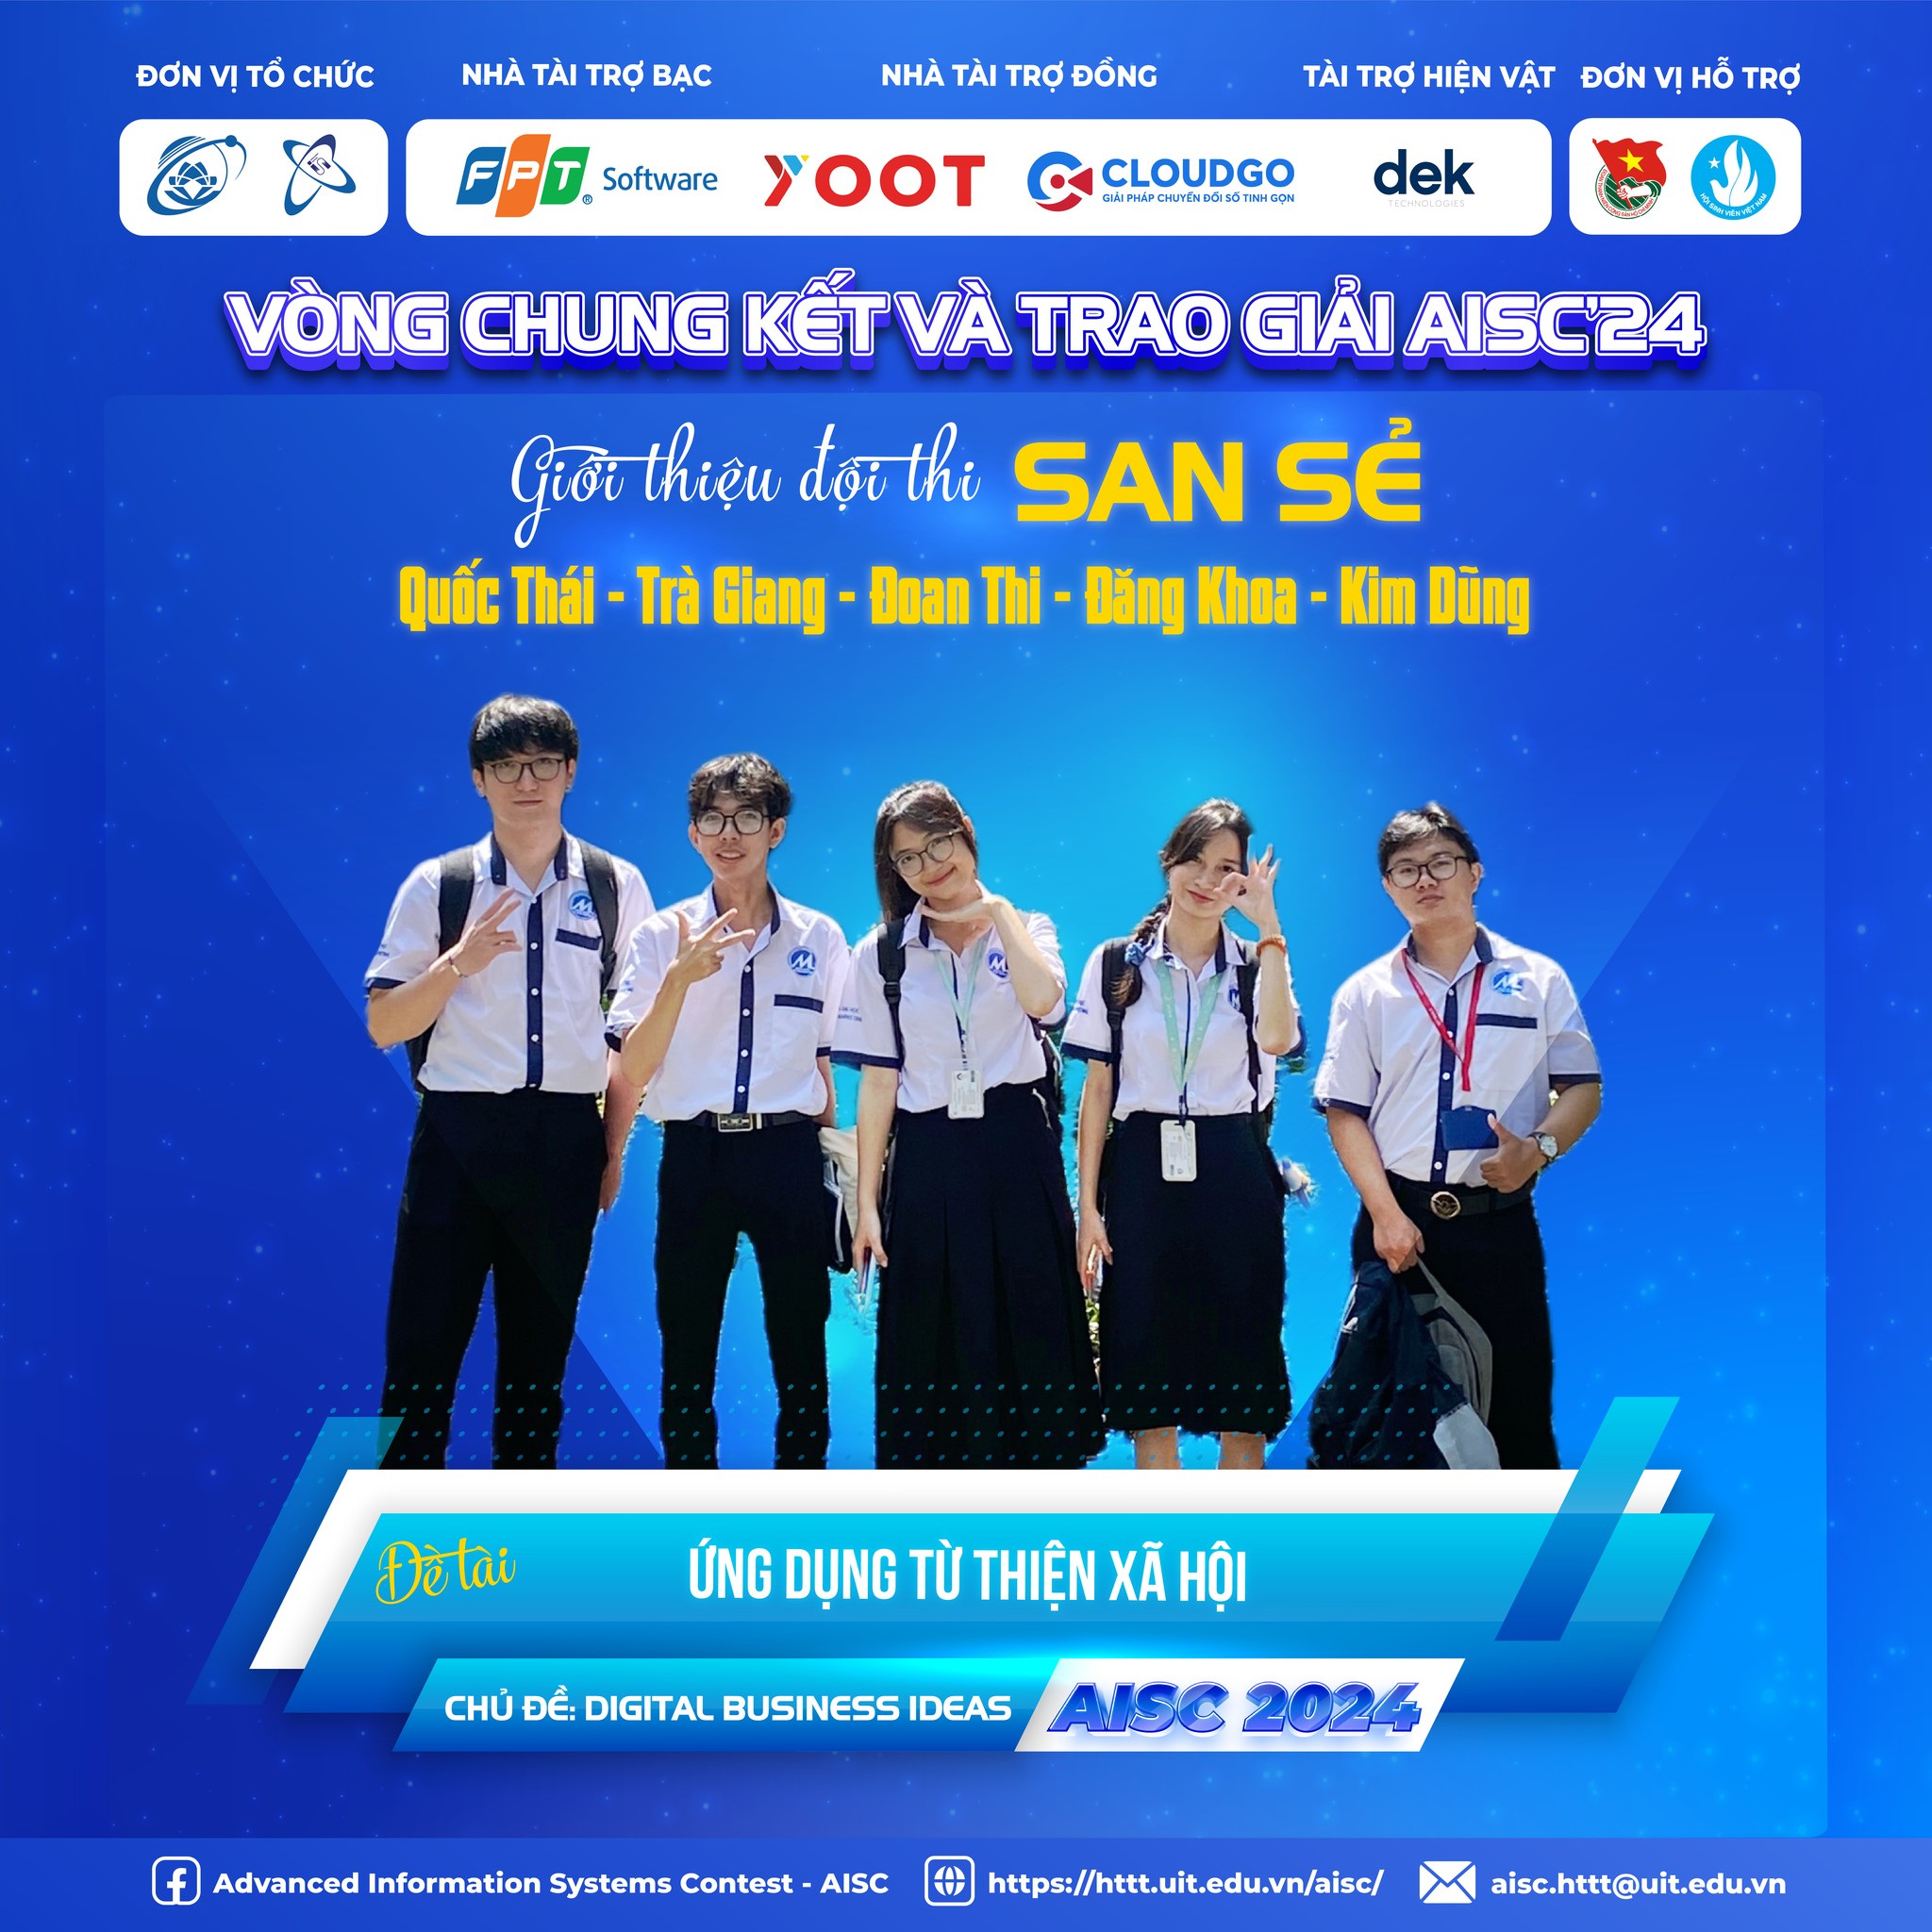 ĐƠN VỊ TỔ CHỨC
NHÀ TÀI TRỢ BẠC
NHÀ TÀI TRỢ ĐỒNG
TÀI TRỢ HIỆN VẬT
ĐƠN VỊ HỖ TRỢ
FPT Software
YOOT
CLOUDGO
GIẢI PHÁP CHUYỂN ĐỔI SỐ TINH GỌN
dek
TECHNOLOGIES
HỘI SINH VIÊN VIỆT NAM
VÒNG CHUNG KẾT VÀ TRAO GIẢI AISC'24
Giới thiệu đội thi SAN SẺ
Quốc Thái - Trà Giang - Đoan Thi - Đăng Khoa - Kim Dũng
Đề tài ỨNG DỤNG TỪ THIỆN XÃ HỘI
CHỦ ĐỀ: DIGITAL BUSINESS IDEAS AISC 2024
Advanced Information Systems Contest - AISC https://httt.uit.edu.vn/aisc/ aisc.httt@uit.edu.vn